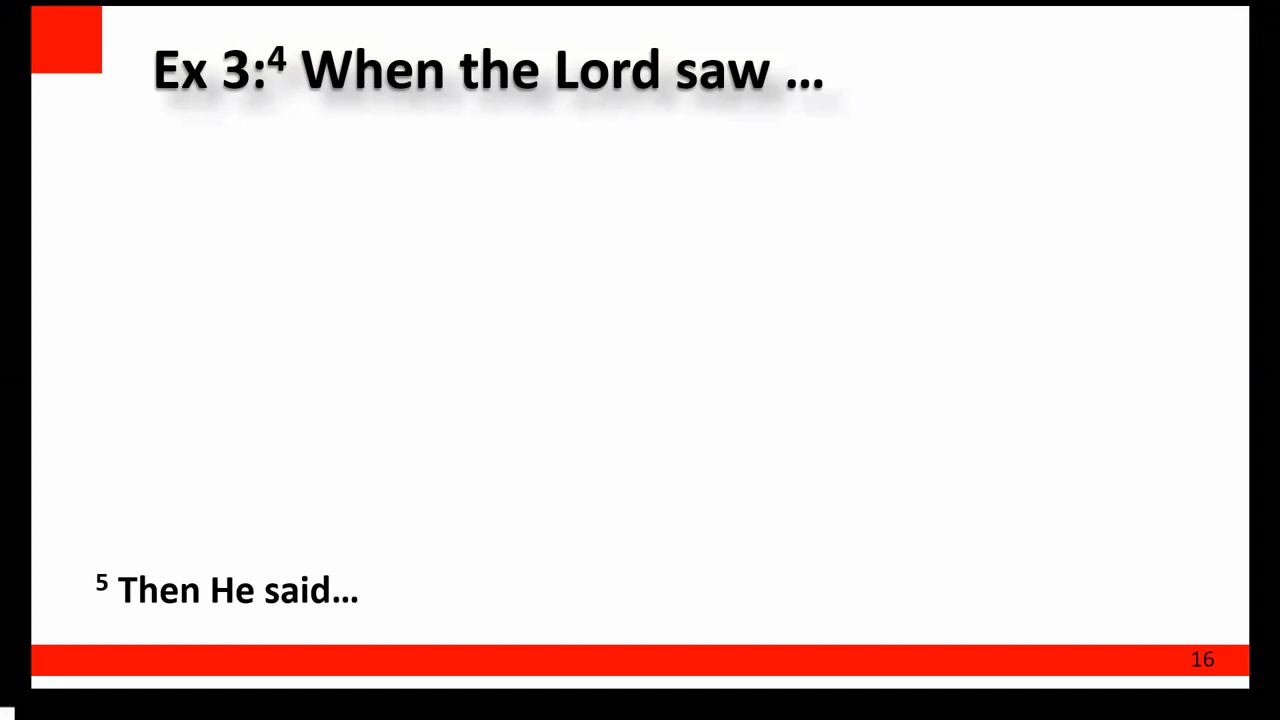 Ex 3:⁴ When the Lord saw …
⁵ Then He said…
16